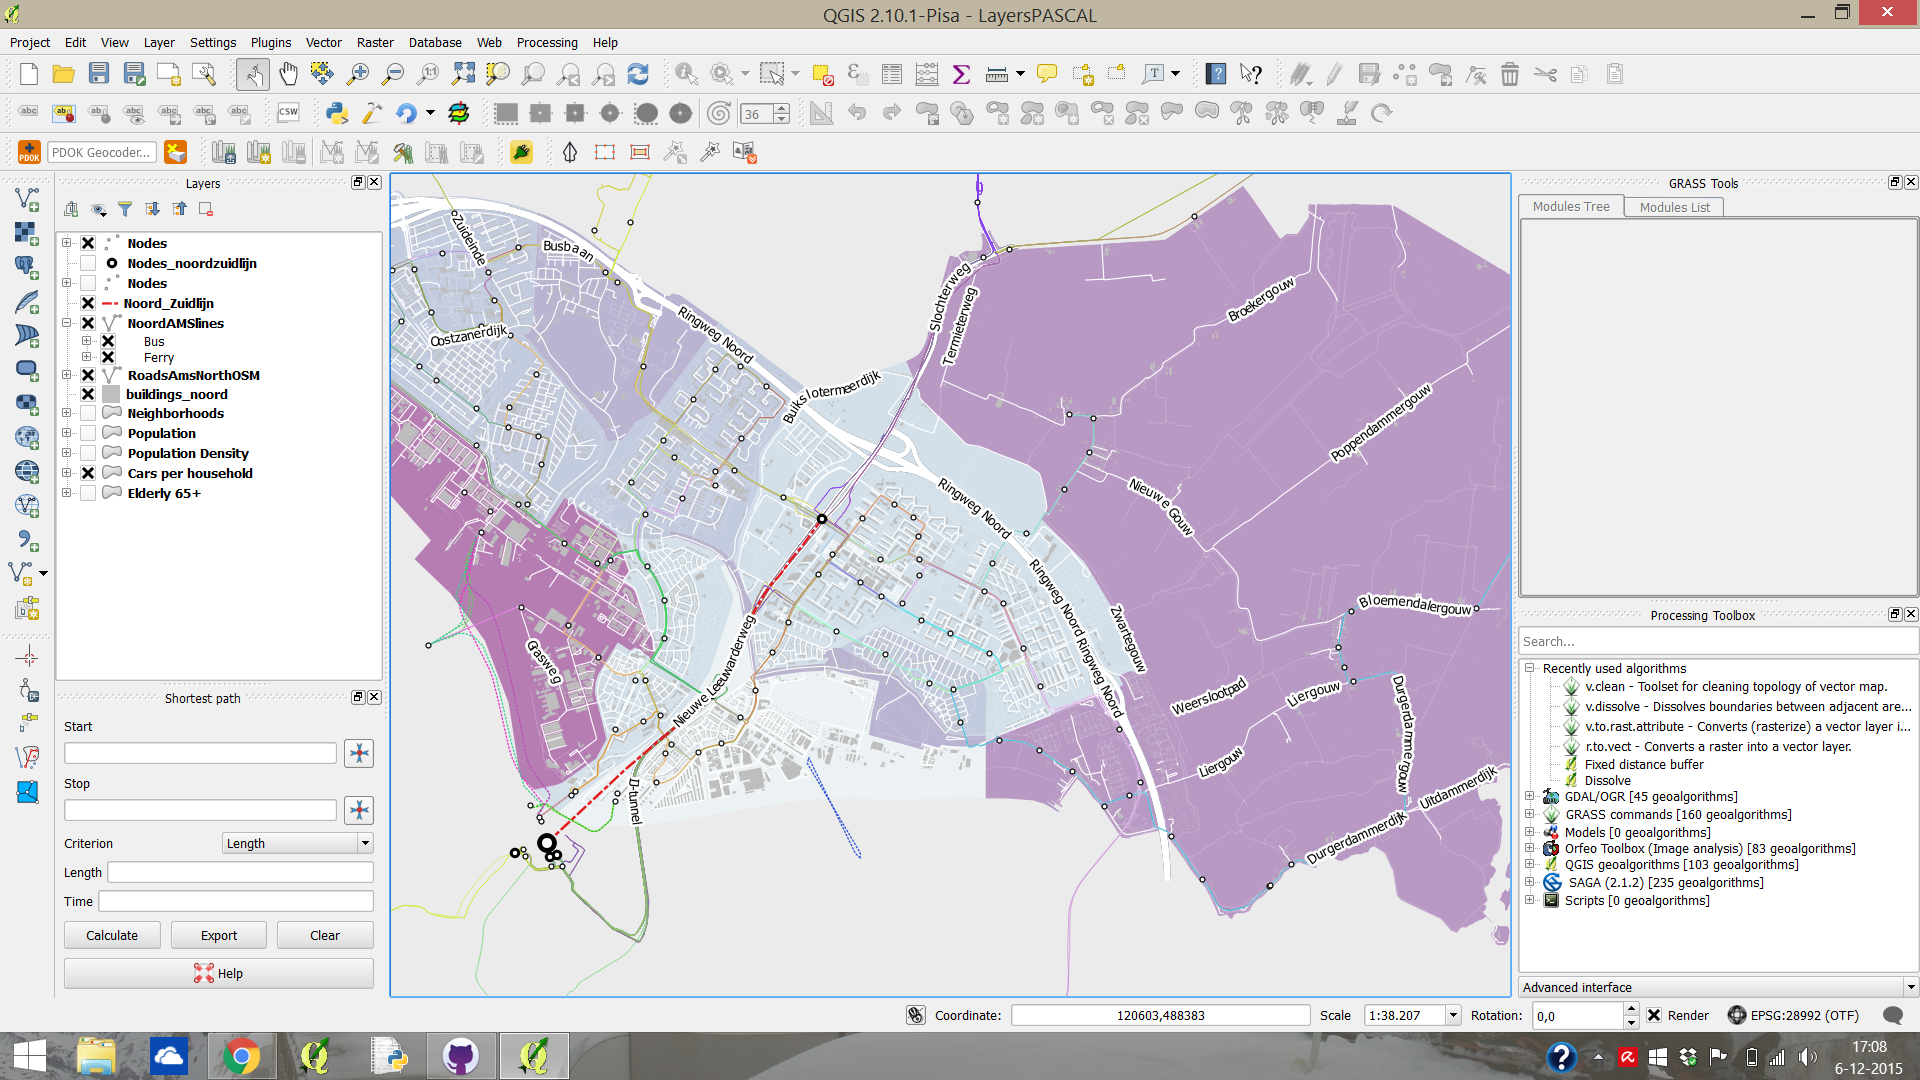 QGIS 2.10.1-Pisa - LayersPASCAL
Project Edit View Layer Settings Plugins Vector Raster Database Web Processing Help
abc
CSW
36
PDOK
PDOK Geocoder...
Layers
Nodes
Nodes_noordzuidlijn
Nodes
Noord_Zuidlijn
NoordAMSlines
Bus
Ferry
RoadsAmsNorthOSM
buildings_noord
Neighborhoods
Population
Population Density
Cars per household
Elderly 65+
Shortest path
Start
Stop
Criterion
Length
Length
Time
Calculate
Export
Clear
Help
Zuideinde
Busbaan
Oostzanerdijk
Ringweg Noord
Buikslotermeerdijk
Slochterweg
Termieterweg
Broekergouw
Poppendammergouw
Nieuwe Gouw
Ringweg Noord
Ringweg Noord
Ringweg Noord
Zwartegouw
Bloemendalergouw
Weerslootpad
Liergouw
Liergouw
Durgerdammergouw
Uitdammerdijk
Durgerdammerdijk
Grasweg
Nieuwe Leeuwarderweg
IJ-tunnel
GRASS Tools
Modules Tree
Modules List
Processing Toolbox
Search...
Recently used algorithms
v.clean - Toolset for cleaning topology of vector map.
v.dissolve - Dissolves boundaries between adjacent are...
v.to.rast.attribute - Converts (rasterize) a vector layer i...
r.to.vect - Converts a raster into a vector layer.
Fixed distance buffer
Dissolve
GDAL/OGR [45 geoalgorithms]
GRASS commands [160 geoalgorithms]
Models [0 geoalgorithms]
Orfeo Toolbox (Image analysis) [83 geoalgorithms]
QGIS geoalgorithms [103 geoalgorithms]
SAGA (2.1.2) [235 geoalgorithms]
Scripts [0 geoalgorithms]
Advanced interface
Coordinate: 120603,488383 Scale 1:38.207 Rotation: 0,0 Render EPSG:28992 (OTF)
17:08
6-12-2015